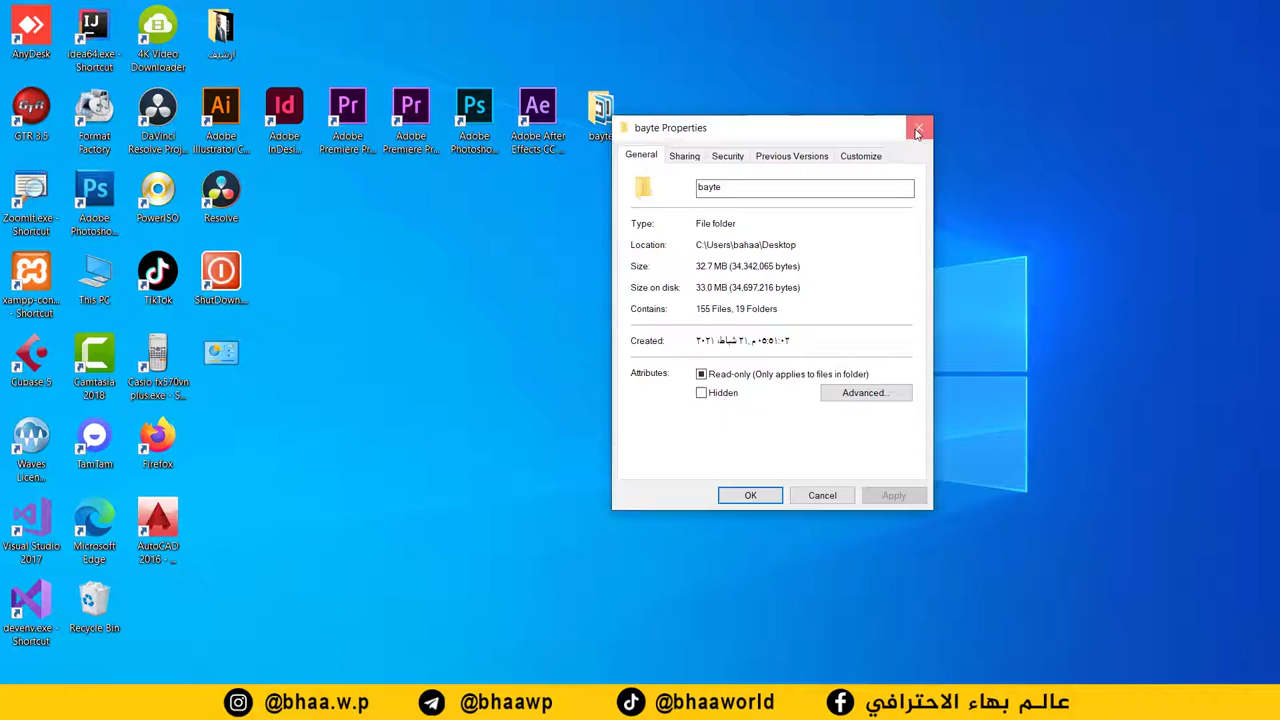 AnyDesk
idea64.exe -
Shortcut
4K Video
Downloader
ارشيف
GTR 3.5
Format
Factory
DaVinci
Resolve Proj...
Adobe
Illustrator C...
Adobe
InDesi...
Adobe
Premiere Pr...
Adobe
Premiere Pr...
Adobe
Photosho...
Adobe After
Effects CC ...
bayte
ZoomIt.exe -
Shortcut
Adobe
Photosho...
PowerISO
Resolve
xampp-con...
- Shortcut
This PC
TikTok
ShutDown...
Cubase 5
Camtasia
2018
Casio fx570vn
plus.exe - S...
Waves
Licen...
TamTam
Firefox
Visual Studio
2017
Microsoft
Edge
AutoCAD
2016 - ...
devenv.exe -
Shortcut
Recycle Bin
bayte Properties
General Sharing Security Previous Versions Customize
bayte
Type: File folder
Location: C:\Users\bahaa\Desktop
Size: 32.7 MB (34,342,065 bytes)
Size on disk: 33.0 MB (34,697,216 bytes)
Contains: 155 Files, 19 Folders
Created: ٢١ شباط، ٢٠٢١, ٠٥:٥١:٠٢ م
Attributes: Read-only (Only applies to files in folder)
Hidden Advanced...
OK Cancel Apply
@bhaa.w.p @bhaawp @bhaaworld عالم بهاء الاحترافي